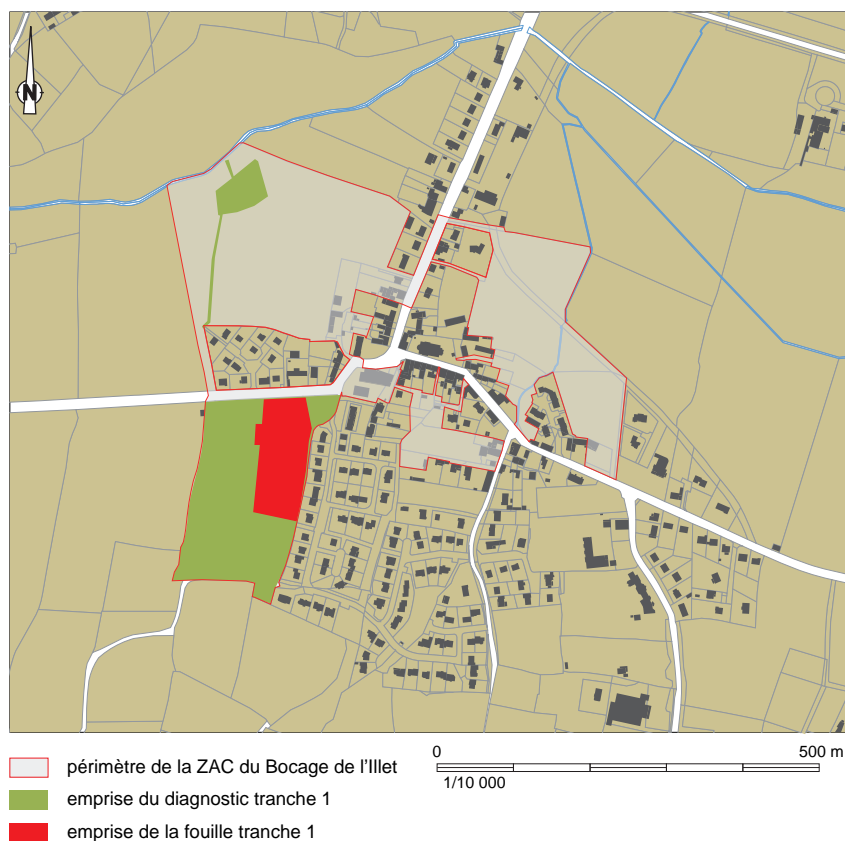 N
périmètre de la ZAC du Bocage de l'Illet
emprise du diagnostic tranche 1
emprise de la fouille tranche 1
0 500 m
1/10 000